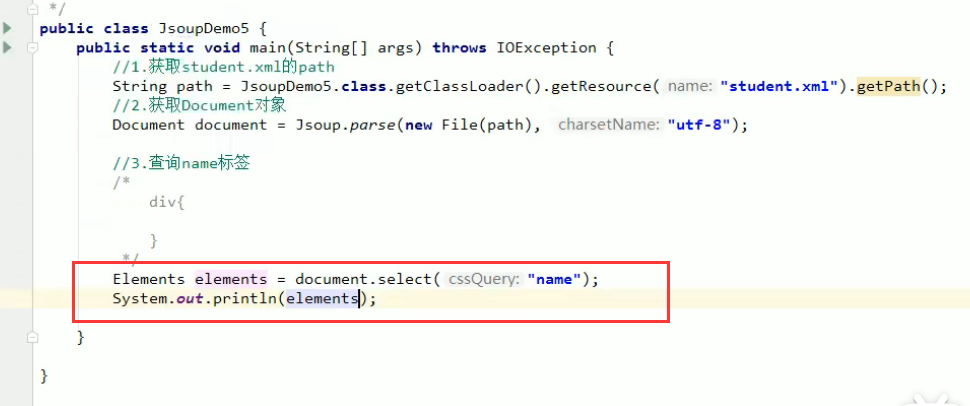 */
public class JsoupDemo5 {
public static void main(String[] args) throws IOException {
//1.获取student.xml的path
String path = JsoupDemo5.class.getClassLoader().getResource( name: "student.xml").getPath();
//2.获取Document对象
Document document = Jsoup.parse(new File(path), charsetName: "utf-8");
//3.查询name标签
/*
div{
}
*/
Elements elements = document.select( cssQuery: "name");
System.out.println(elements);
}
}